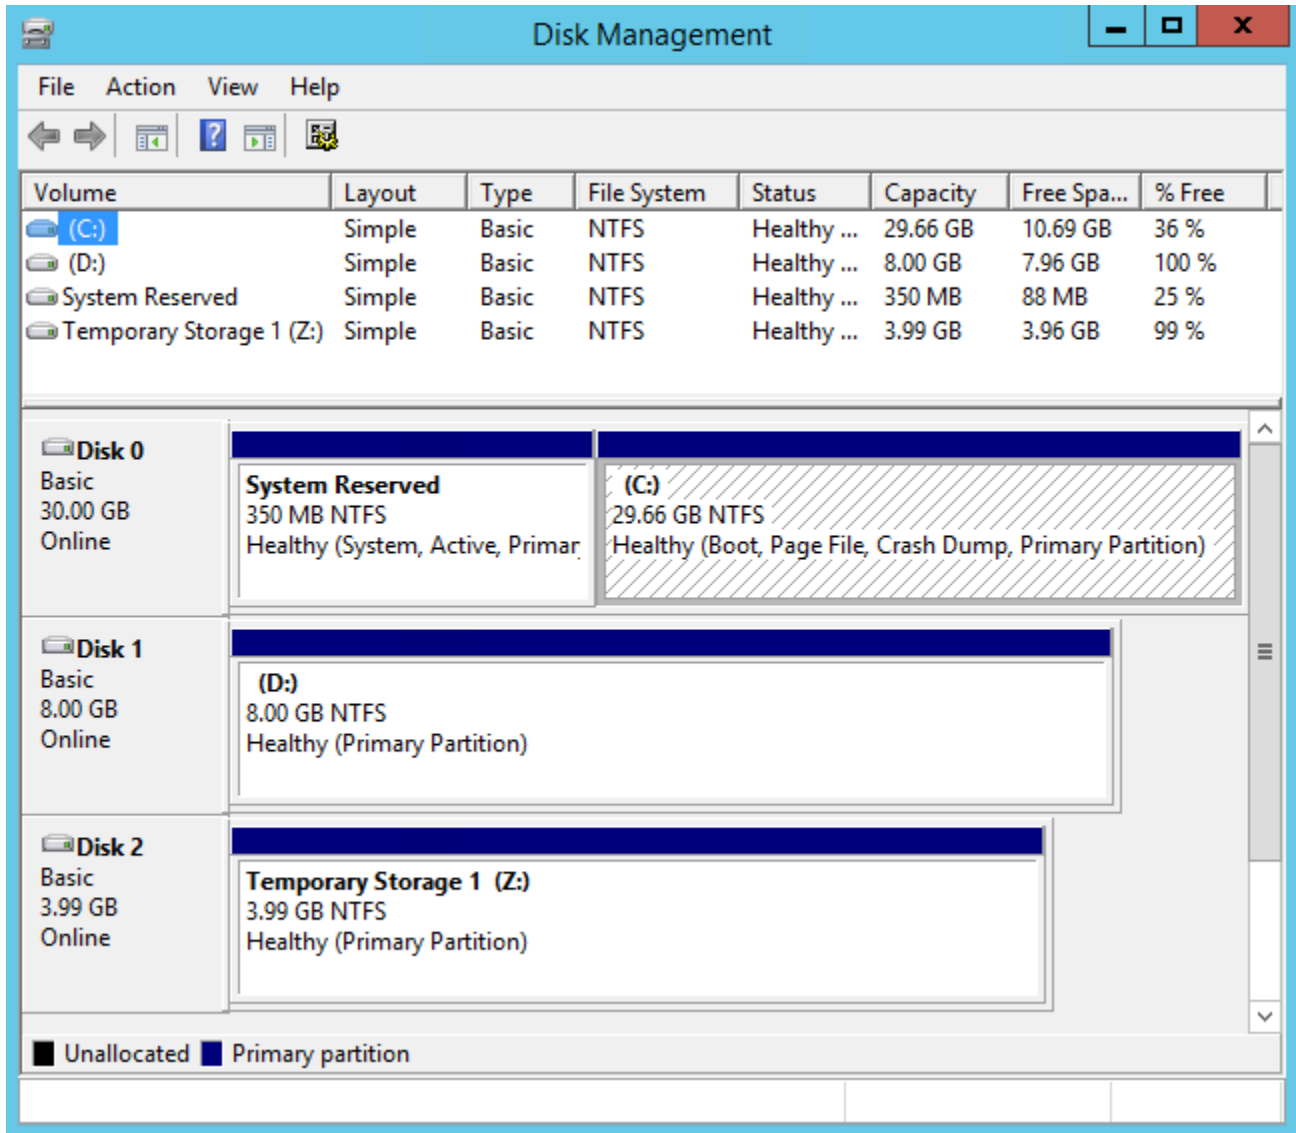 Disk Management
File Action View Help
Volume Layout Type File System Status Capacity Free Spa... % Free
(C:) Simple Basic NTFS Healthy ... 29.66 GB 10.69 GB 36 %
(D:) Simple Basic NTFS Healthy ... 8.00 GB 7.96 GB 100 %
System Reserved Simple Basic NTFS Healthy ... 350 MB 88 MB 25 %
Temporary Storage 1 (Z:) Simple Basic NTFS Healthy ... 3.99 GB 3.96 GB 99 %
Disk 0
Basic
30.00 GB
Online
System Reserved
350 MB NTFS
Healthy (System, Active, Primar
(C:)
29.66 GB NTFS
Healthy (Boot, Page File, Crash Dump, Primary Partition)
Disk 1
Basic
8.00 GB
Online
(D:)
8.00 GB NTFS
Healthy (Primary Partition)
Disk 2
Basic
3.99 GB
Online
Temporary Storage 1 (Z:)
3.99 GB NTFS
Healthy (Primary Partition)
Unallocated Primary partition